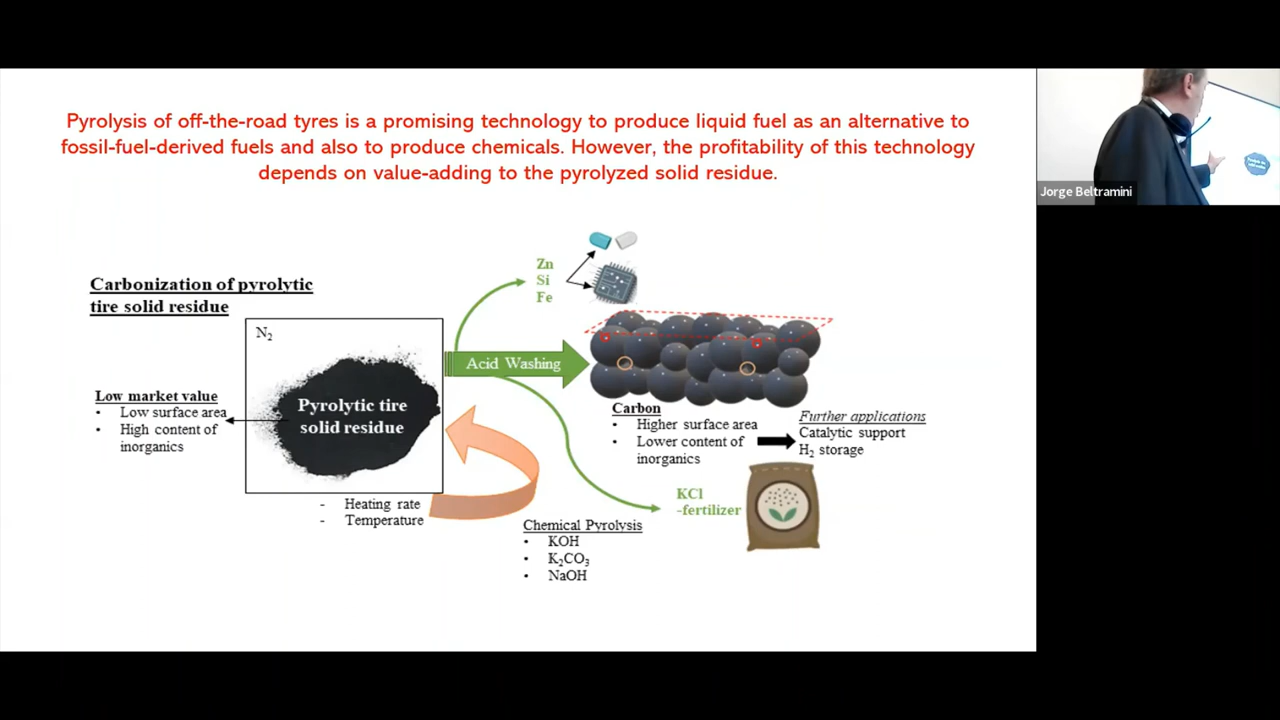 Pyrolysis of off-the-road tyres is a promising technology to produce liquid fuel as an alternative to
fossil-fuel-derived fuels and also to produce chemicals. However, the profitability of this technology
depends on value-adding to the pyrolyzed solid residue.
Jorge Beltramini
Carbonization of pyrolytic
tire solid residue
N₂
Pyrolytic tire
solid residue
Low market value
• Low surface area
• High content of
inorganics
- Heating rate
- Temperature
Zn
Si
Fe
Acid Washing
Carbon
• Higher surface area
• Lower content of
inorganics
Further applications
Catalytic support
H₂ storage
KCl
-fertilizer
Chemical Pyrolysis
• KOH
• K₂CO₃
• NaOH